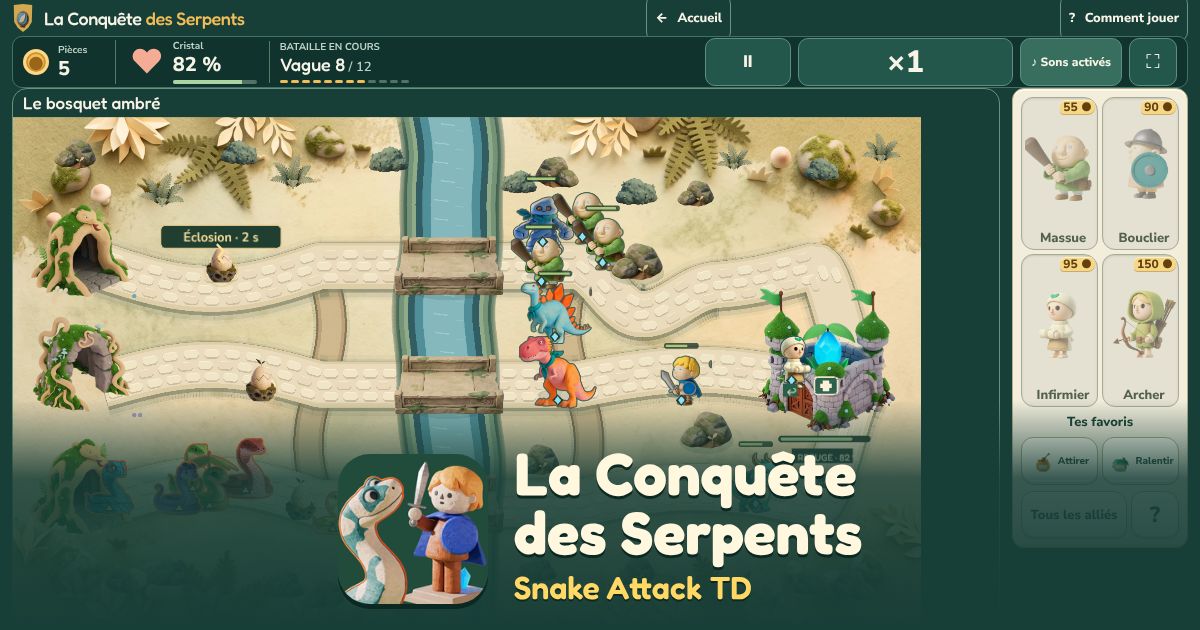 La Conquête des Serpents
← Accueil
? Comment jouer
Pièces
5
Cristal
82 %
BATAILLE EN COURS
Vague 8 / 12
×1
♪ Sons activés
Le bosquet ambré
Éclosion · 2 s
55
90
Massue
Bouclier
95
150
Infirmier
Archer
Tes favoris
Attirer
Ralentir
Tous les alliés
?
La Conquête
des Serpents
Snake Attack TD